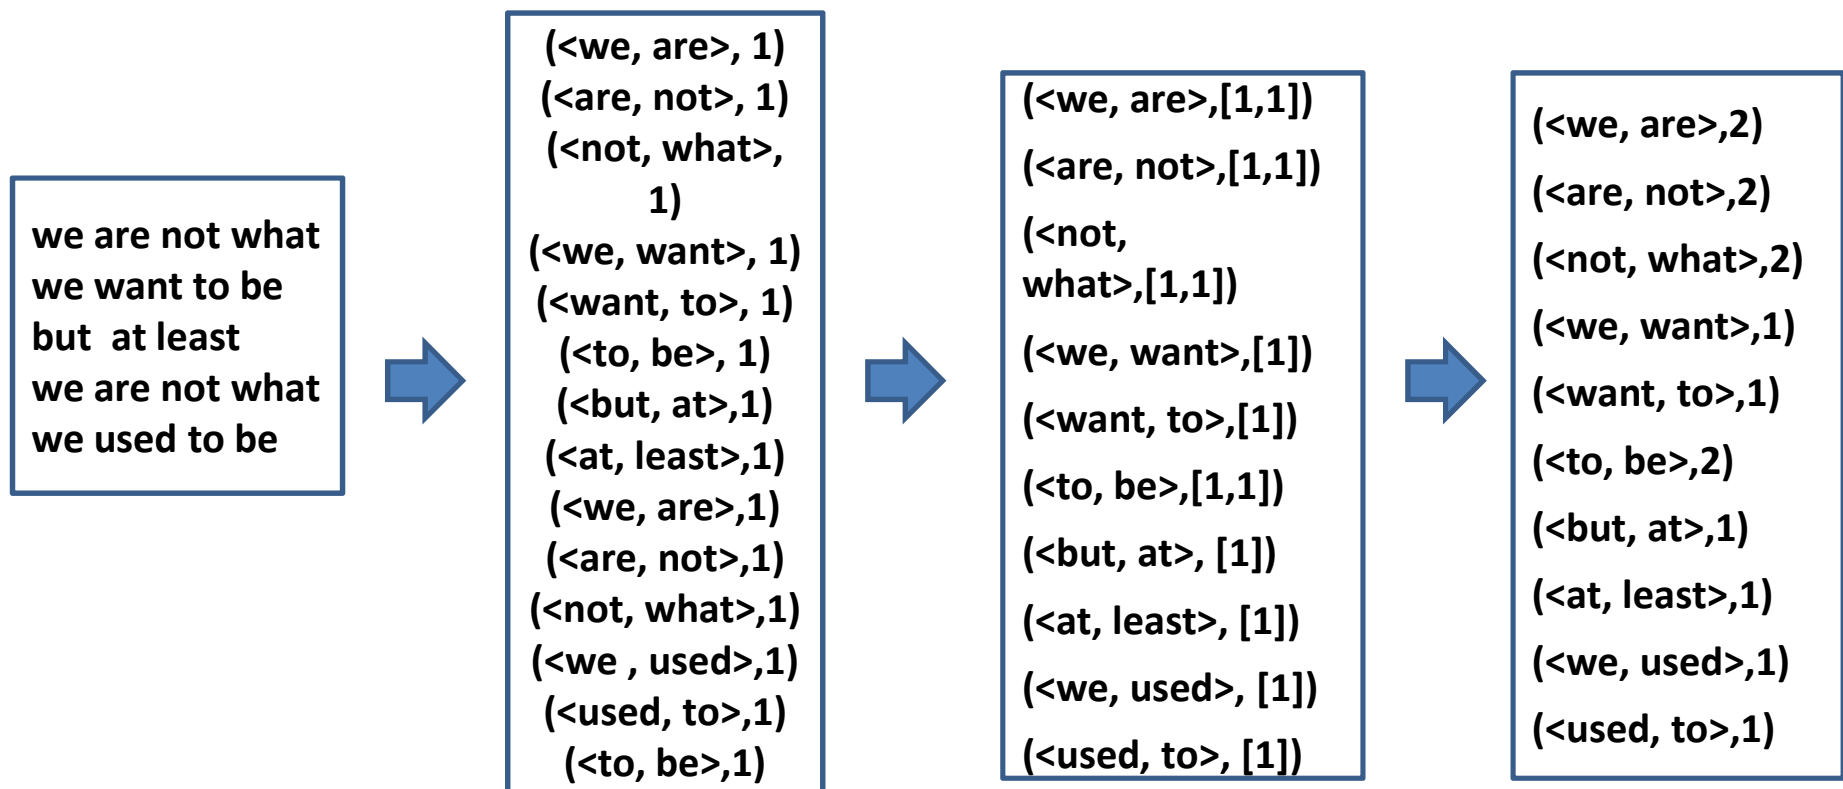 we are not what
we want to be
but  at least
we are not what
we used to be
(<we, are>, 1)
(<are, not>, 1)
(<not, what>,
1)
(<we, want>, 1)
(<want, to>, 1)
(<to, be>, 1)
(<but, at>,1)
(<at, least>,1)
(<we, are>,1)
(<are, not>,1)
(<not, what>,1)
(<we , used>,1)
(<used, to>,1)
(<to, be>,1)
(<we, are>,[1,1])
(<are, not>,[1,1])
(<not,
what>,[1,1])
(<we, want>,[1])
(<want, to>,[1])
(<to, be>,[1,1])
(<but, at>, [1])
(<at, least>, [1])
(<we, used>, [1])
(<used, to>, [1])
(<we, are>,2)
(<are, not>,2)
(<not, what>,2)
(<we, want>,1)
(<want, to>,1)
(<to, be>,2)
(<but, at>,1)
(<at, least>,1)
(<we, used>,1)
(<used, to>,1)